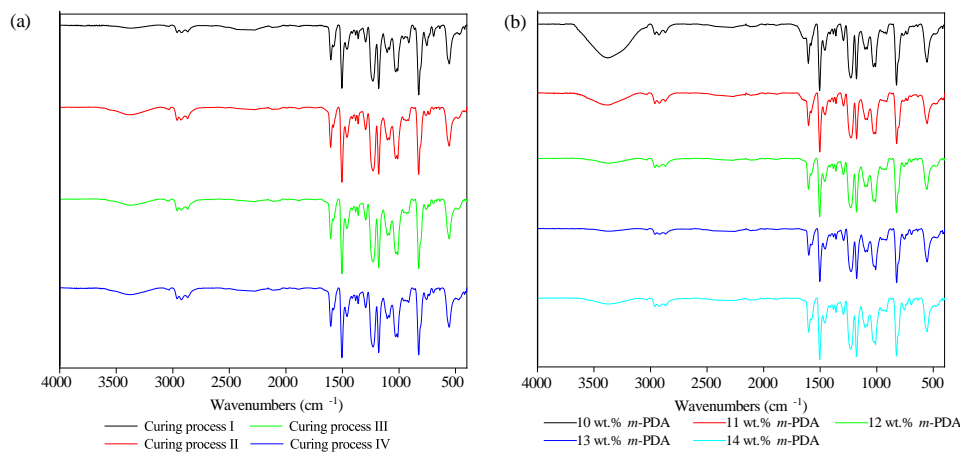 (a)
4000 3500 3000 2500 2000 1500 1000 500
Wavenumbers (cm -1)
Curing process I
Curing process III
Curing process II
Curing process IV
(b)
4000 3500 3000 2500 2000 1500 1000 500
Wavenumbers (cm -1)
10 wt.% m-PDA
11 wt.% m-PDA
12 wt.% m-PDA
13 wt.% m-PDA
14 wt.% m-PDA